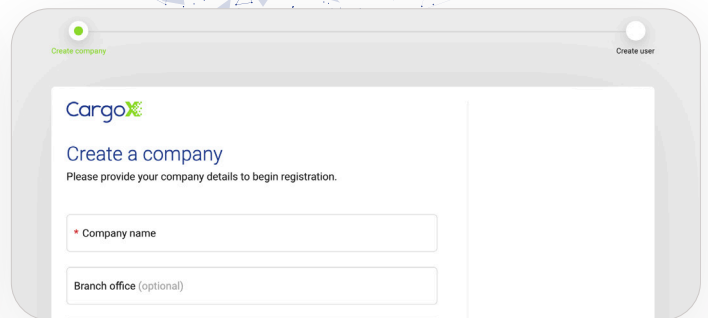 Create company
Create user
CargoX
Create a company
Please provide your company details to begin registration.
* Company name
Branch office (optional)